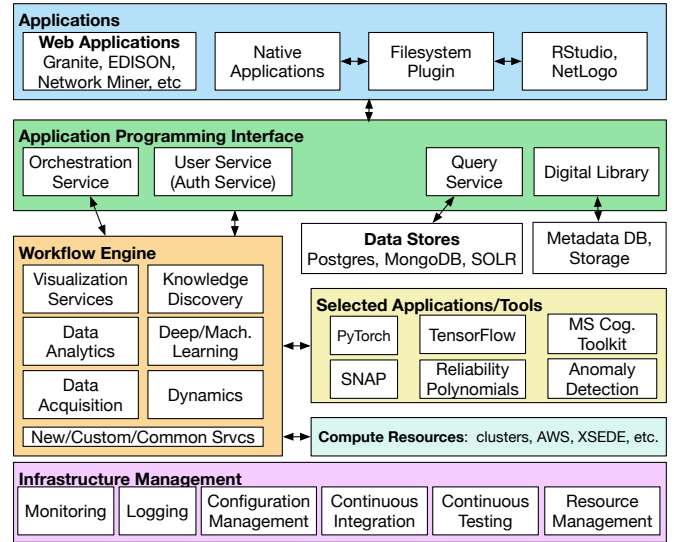 Applications
Web Applications
Granite, EDISON,
Network Miner, etc
Native
Applications
Filesystem
Plugin
RStudio,
NetLogo
Application Programming Interface
Orchestration
Service
User Service
(Auth Service)
Query
Service
Digital Library
Data Stores
Postgres, MongoDB, SOLR
Metadata DB,
Storage
Workflow Engine
Visualization
Services
Knowledge
Discovery
Data
Analytics
Deep/Mach.
Learning
Data
Acquisition
Dynamics
New/Custom/Common Srvcs
Selected Applications/Tools
PyTorch
TensorFlow
MS Cog.
Toolkit
SNAP
Reliability
Polynomials
Anomaly
Detection
Compute Resources: clusters, AWS, XSEDE, etc.
Infrastructure Management
Monitoring
Logging
Configuration
Management
Continuous
Integration
Continuous
Testing
Resource
Management